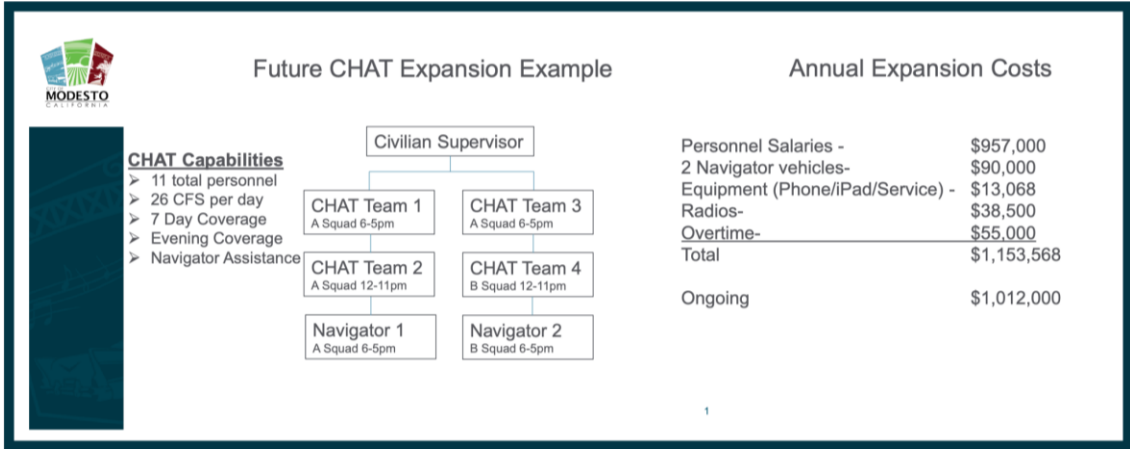 MODESTO
CALIFORNIA
Future CHAT Expansion Example
CHAT Capabilities
➢ 11 total personnel
➢ 26 CFS per day
➢ 7 Day Coverage
➢ Evening Coverage
➢ Navigator Assistance
Civilian Supervisor
CHAT Team 1
A Squad 6-5pm
CHAT Team 2
A Squad 12-11pm
Navigator 1
A Squad 6-5pm
CHAT Team 3
A Squad 6-5pm
CHAT Team 4
B Squad 12-11pm
Navigator 2
B Squad 6-5pm
Annual Expansion Costs
Personnel Salaries - $957,000
2 Navigator vehicles- $90,000
Equipment (Phone/iPad/Service) - $13,068
Radios- $38,500
Overtime- $55,000
Total $1,153,568
Ongoing $1,012,000
1